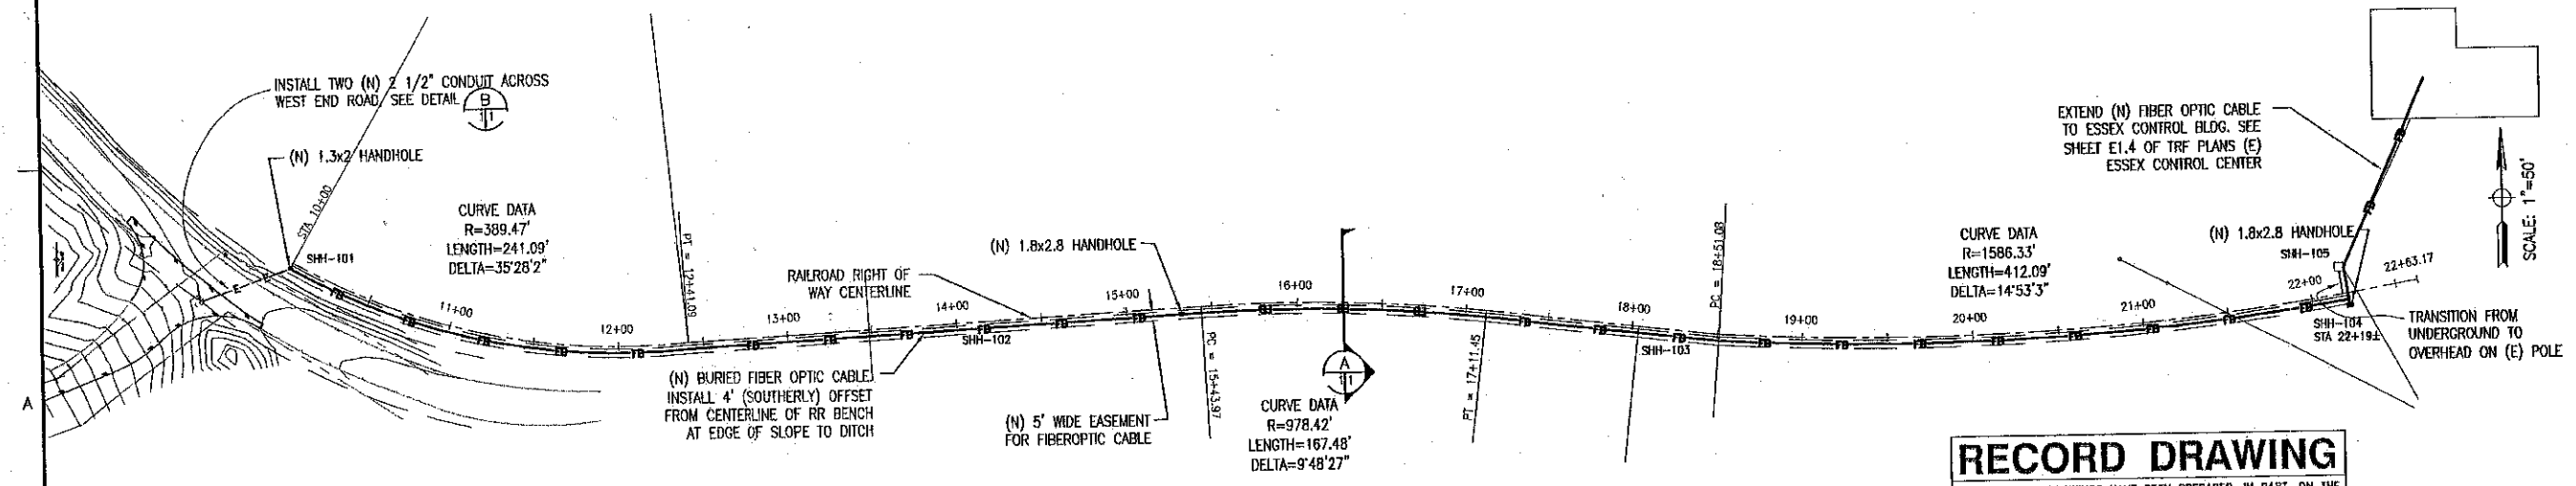 INSTALL TWO (N) 2 1/2" CONDUIT ACROSS
WEST END ROAD, SEE DETAIL
B
1.1
(N) 1.3x2 HANDHOLE
STA 10+00
SHH-101
CURVE DATA
R=389.47'
LENGTH=241.09'
DELTA=35°28'2"
E
FO
11+00
12+00
PT = 12+41.09
13+00
RAILROAD RIGHT OF
WAY CENTERLINE
14+00
SHH-102
(N) BURIED FIBER OPTIC CABLE
INSTALL 4' (SOUTHERLY) OFFSET
FROM CENTERLINE OF RR BENCH
AT EDGE OF SLOPE TO DITCH
(N) 1.8x2.8 HANDHOLE
15+00
(N) 5' WIDE EASEMENT
FOR FIBEROPTIC CABLE
PC = 15+43.97
16+00
A
1.1
CURVE DATA
R=978.42'
LENGTH=167.48'
DELTA=9°48'27"
17+00
PT = 17+11.45
18+00
SHH-103
PC = 18+51.08
19+00
20+00
CURVE DATA
R=1586.33'
LENGTH=412.09'
DELTA=14°53'3"
21+00
22+00
22+63.17
EXTEND (N) FIBER OPTIC CABLE
TO ESSEX CONTROL BLDG. SEE
SHEET E1.4 OF TRF PLANS (E)
ESSEX CONTROL CENTER
(N) 1.8x2.8 HANDHOLE
SHH-105
SHH-104
STA 22+19±
TRANSITION FROM
UNDERGROUND TO
OVERHEAD ON (E) POLE
SCALE: 1"=50'
A
RECORD DRAWING
HAVE BEEN PREPARED, IN PART, ON THE